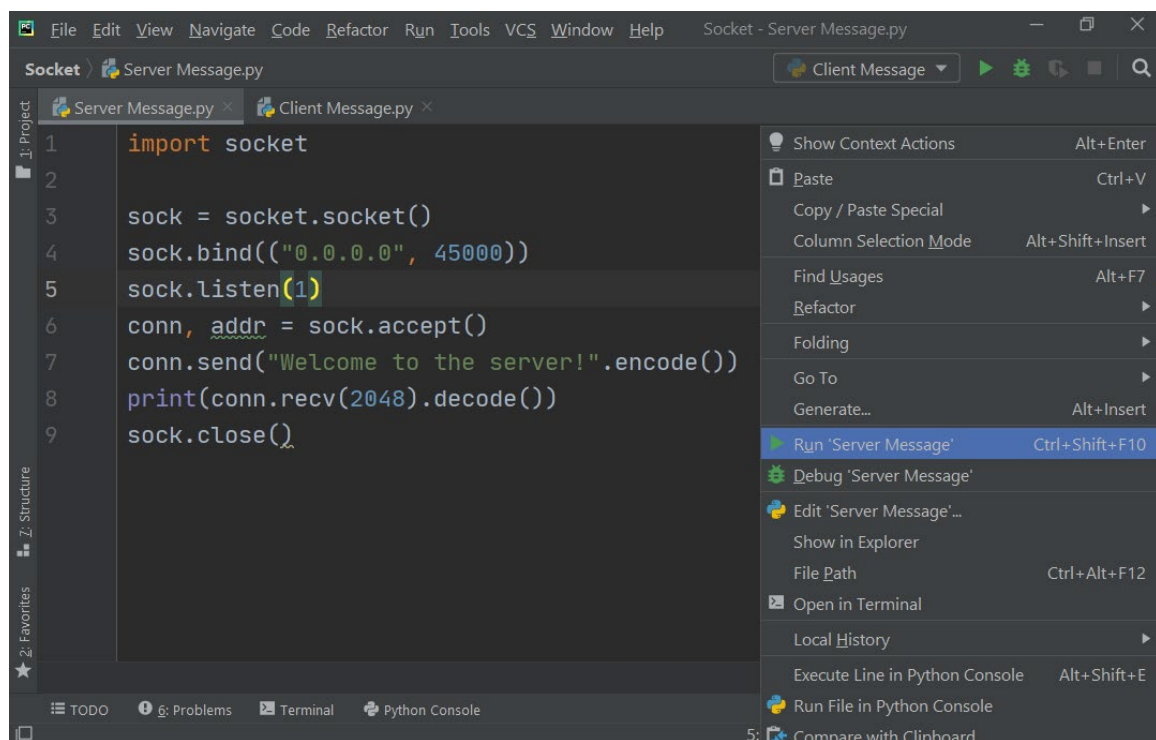 File Edit View Navigate Code Refactor Run Tools VCS Window Help Socket - Server Message.py
Socket Server Message.py Client Message
Server Message.py Client Message.py
1: Project
1 import socket
2
3 sock = socket.socket()
4 sock.bind(("0.0.0.0", 45000))
5 sock.listen(1)
6 conn, addr = sock.accept()
7 conn.send("Welcome to the server!".encode())
8 print(conn.recv(2048).decode())
9 sock.close()
Show Context Actions Alt+Enter
Paste Ctrl+V
Copy / Paste Special
Column Selection Mode Alt+Shift+Insert
Find Usages Alt+F7
Refactor
Folding
Go To
Generate... Alt+Insert
Run 'Server Message' Ctrl+Shift+F10
Debug 'Server Message'
Edit 'Server Message'...
Show in Explorer
File Path Ctrl+Alt+F12
Open in Terminal
Local History
Execute Line in Python Console Alt+Shift+E
Run File in Python Console
Compare with Clipboard
Z: Structure
2: Favorites
TODO 6: Problems Terminal Python Console
5: